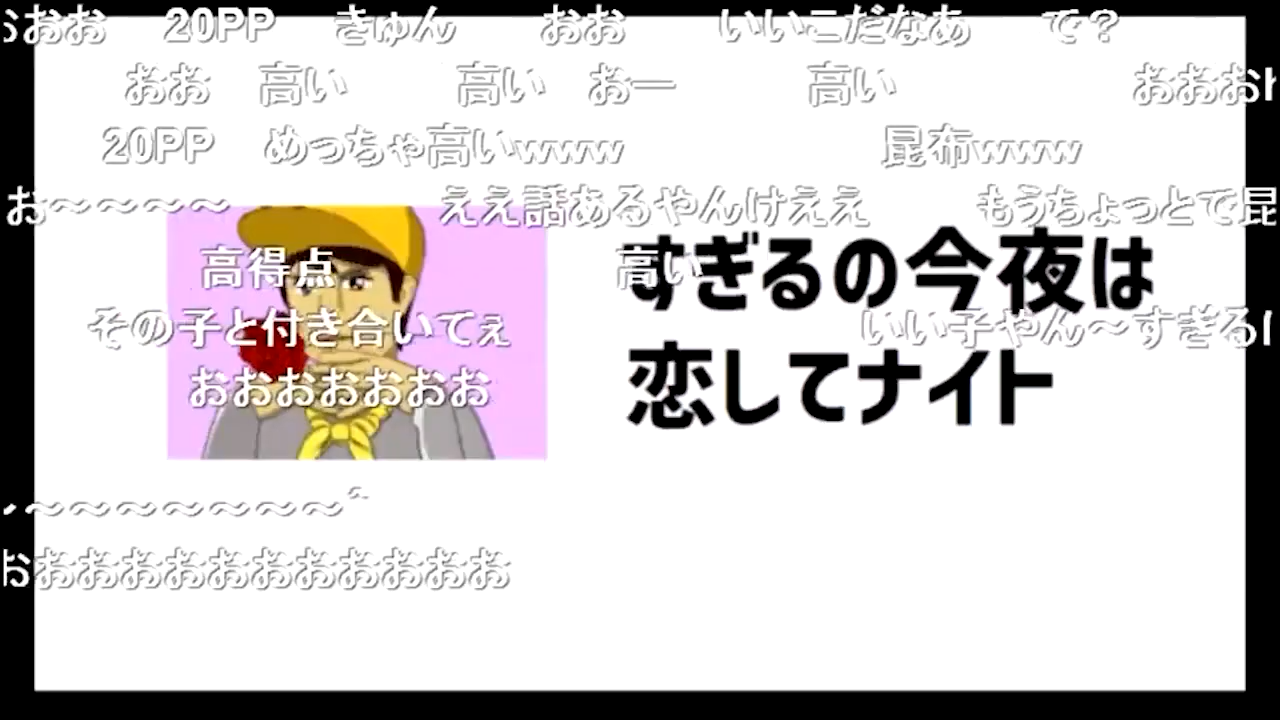 おおお 20PP きゅん おお いいこだなあ で？
おお 高い 高い おー 高い おおお
20PP めっちゃ高いwww 昆布www
お～～～～ ええ話あるやんけええ もうちょっとで昆
高得点 高い
すぎるの今夜は
その子と付き合いてぇ いい子やん～すぎる
恋してナイト
おおおおおおお
～～～～～～～
おおおおおおおおおおおお